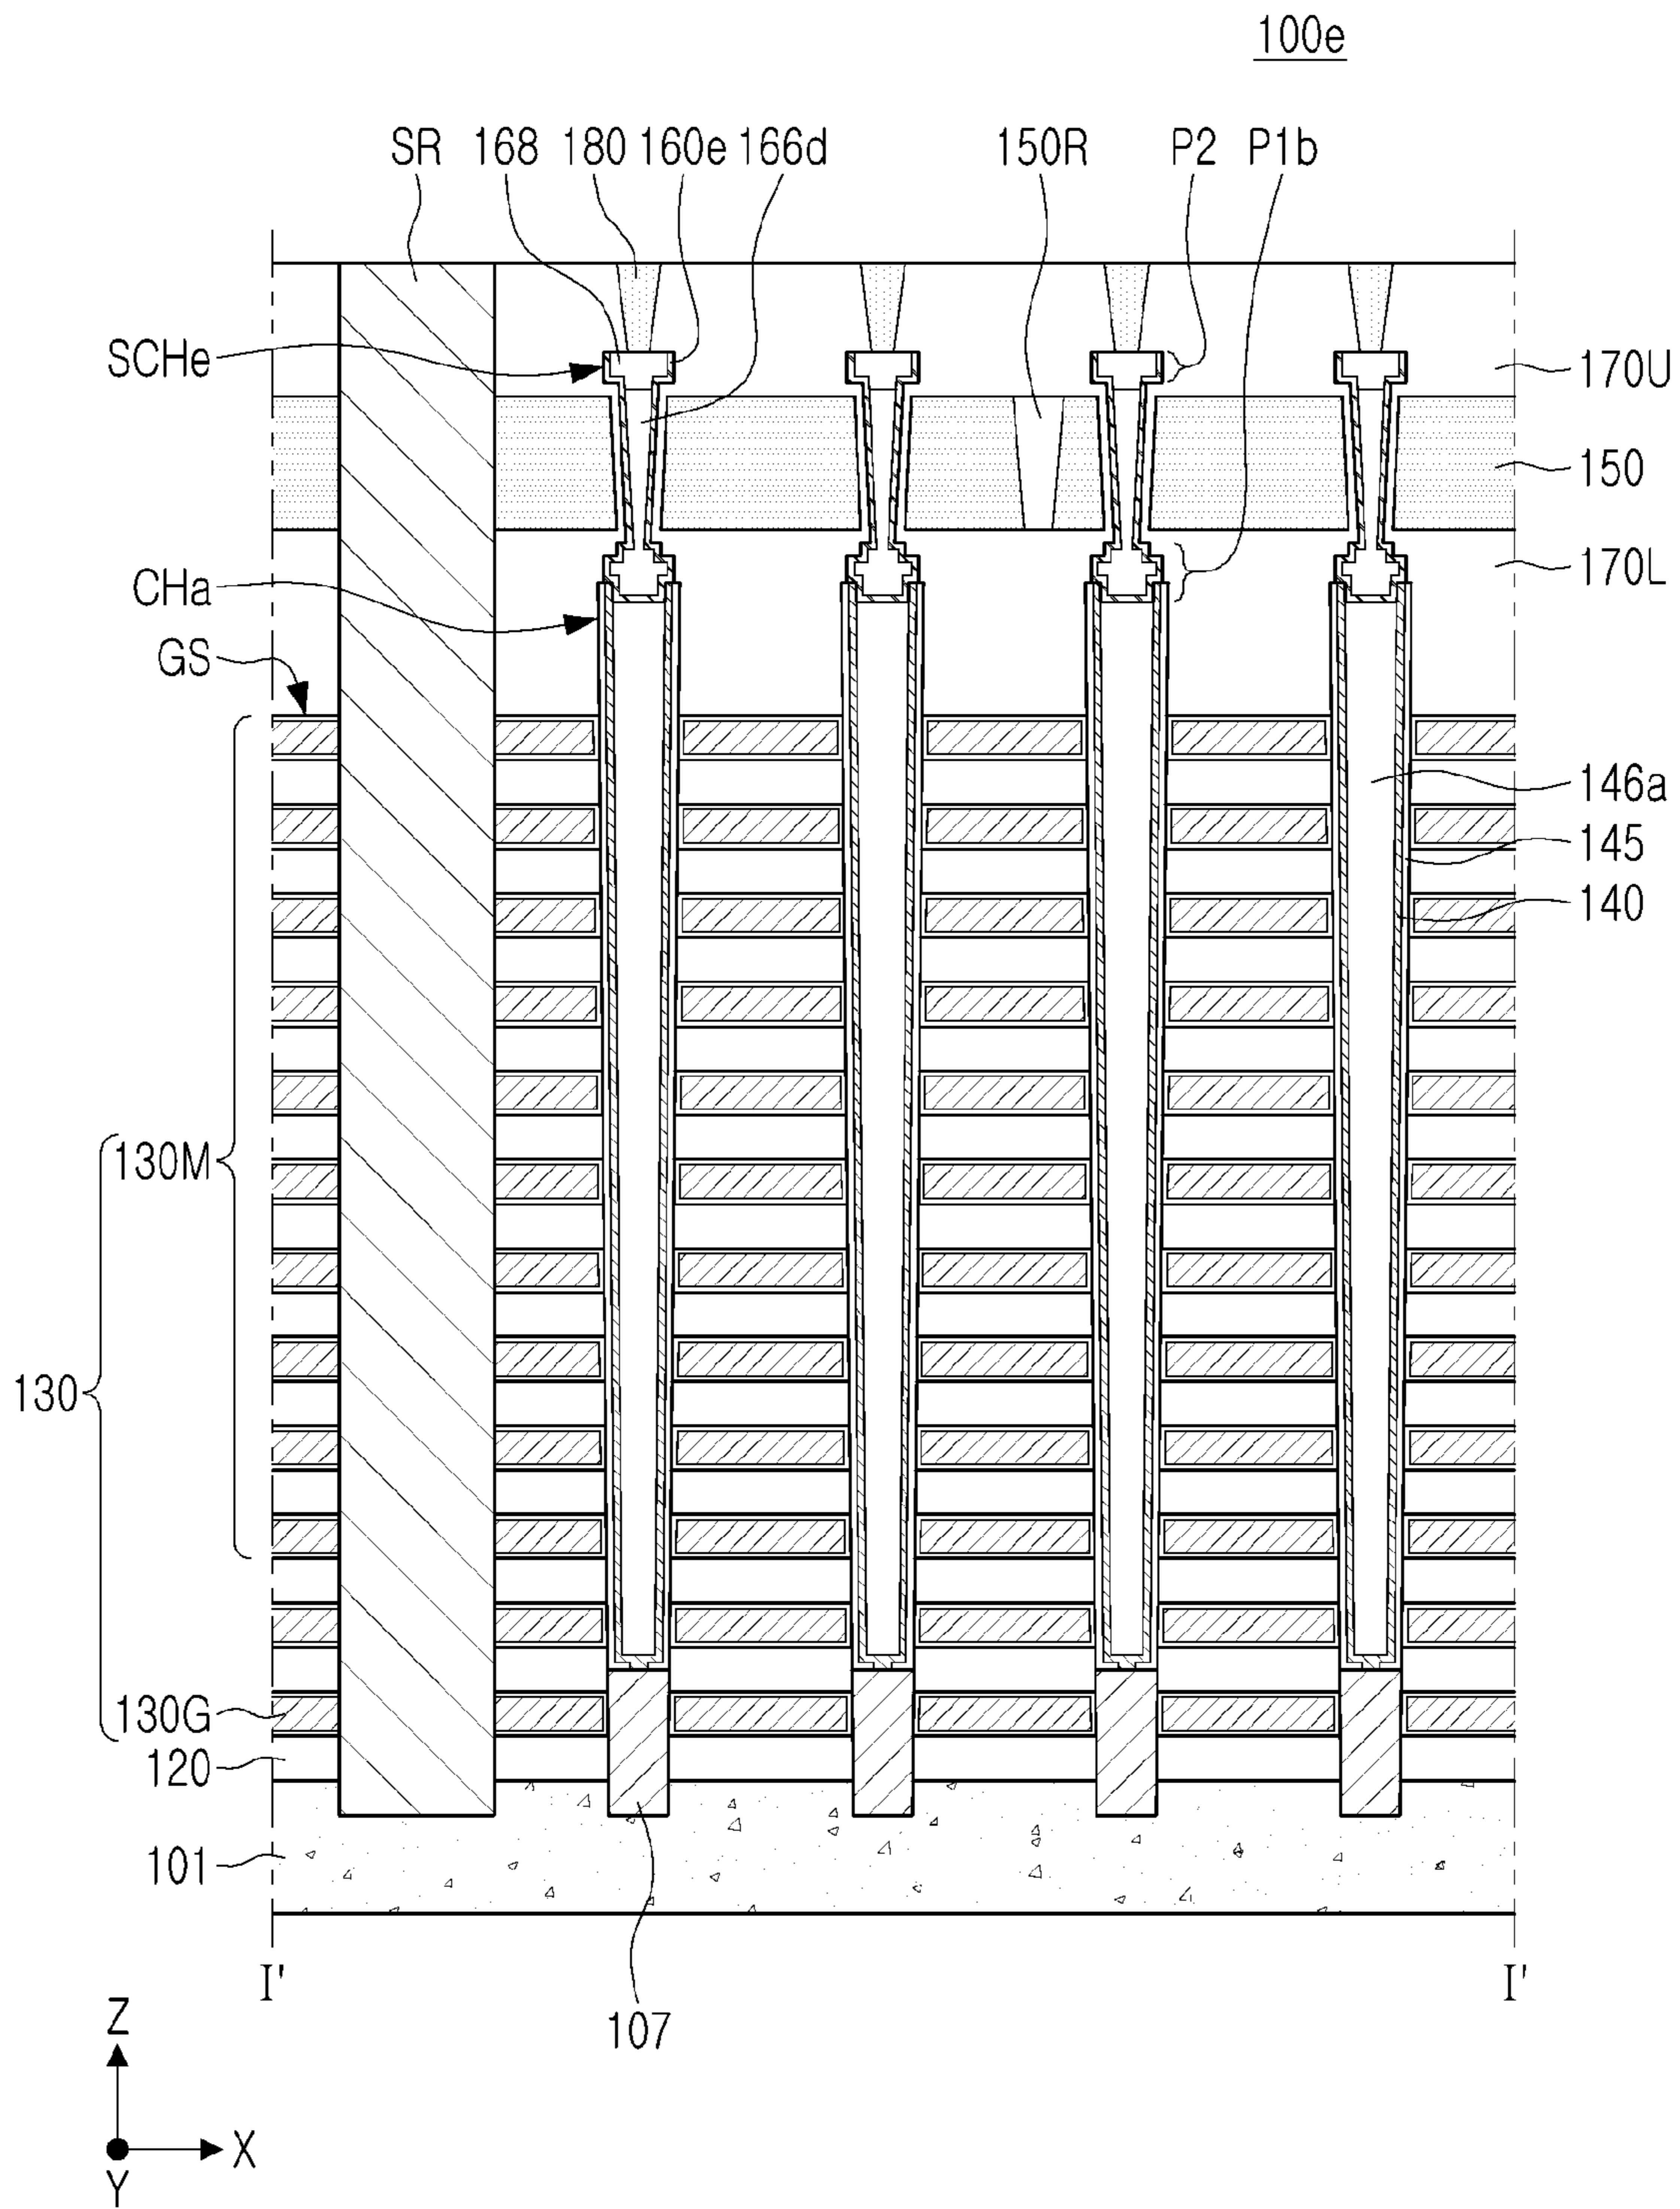 100e
SR 168 180 160e 166d 150R P2 P1b
SCHe
170U
150
CHa
170L
GS
146a
145
140
130M
130
130G
120
101
I' I'
107
Z
X
Y